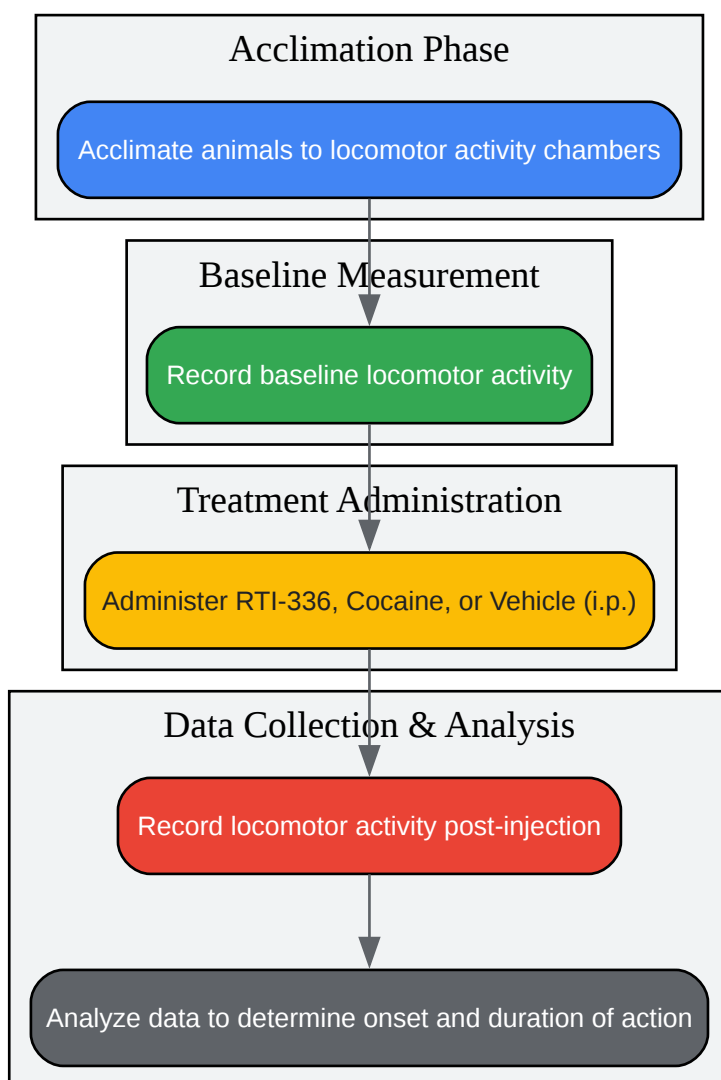 Acclimation Phase
Acclimate animals to locomotor activity chambers
Baseline Measurement
Record baseline locomotor activity
Treatment Administration
Administer RTI-336, Cocaine, or Vehicle (i.p.)
Data Collection & Analysis
Record locomotor activity post-injection
Analyze data to determine onset and duration of action